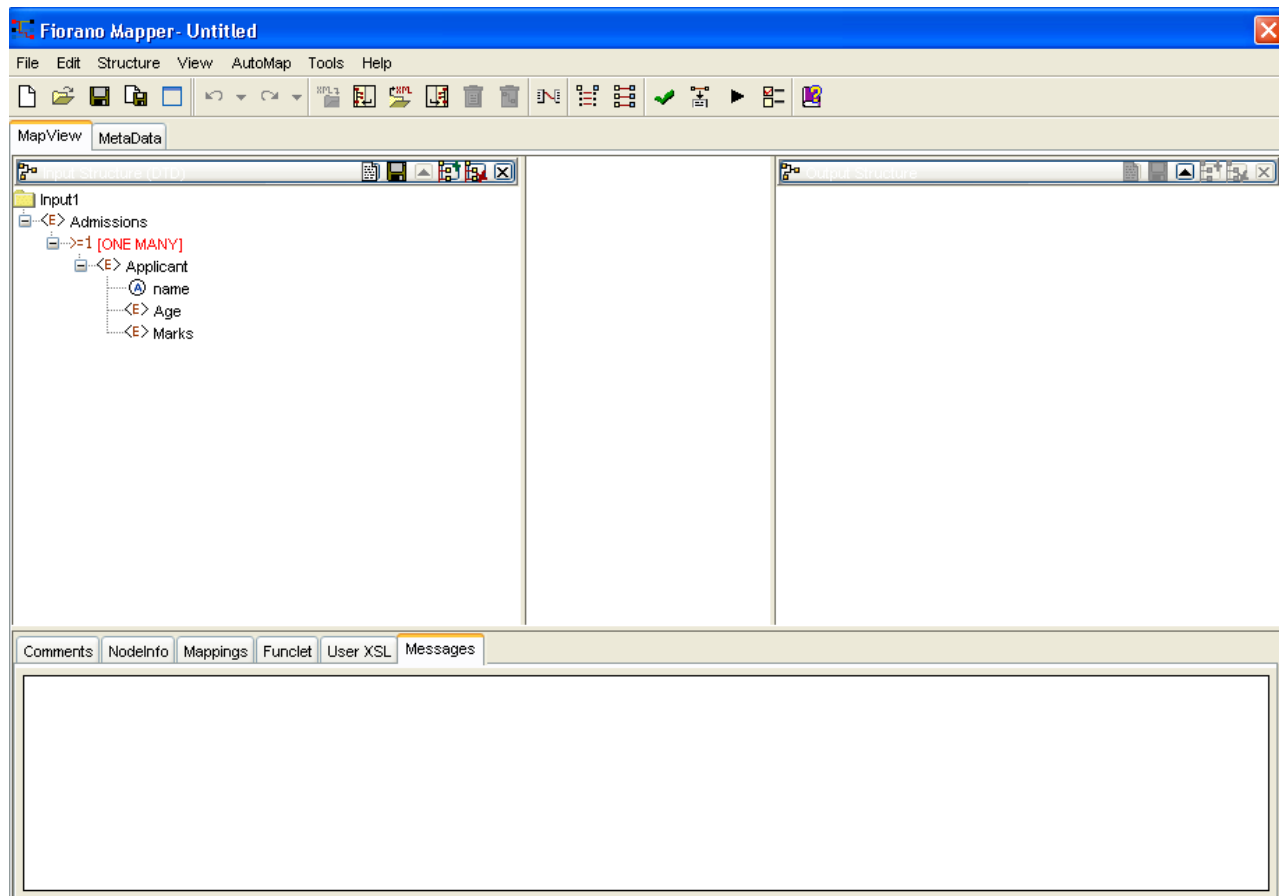 Fiorano Mapper- Untitled
File Edit Structure View AutoMap Tools Help
MapView MetaData
Input Structure (DTD)
Output Structure
Input1
<E> Admissions
>=1 [ONE MANY]
<E> Applicant
A name
<E> Age
<E> Marks
Comments NodeInfo Mappings Funclet User XSL Messages